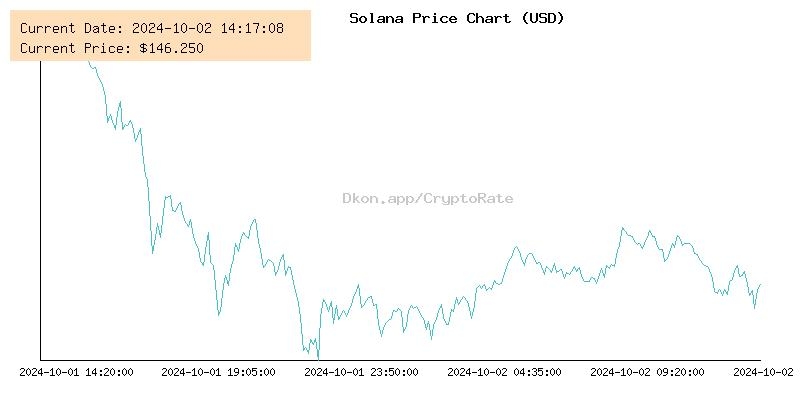 Solana Price Chart (USD)
Current Date: 2024-10-02 14:17:08
Current Price: $146.250
Dkon.app/CryptoRate
2024-10-01 14:20:00 2024-10-01 19:05:00 2024-10-01 23:50:00 2024-10-02 04:35:00 2024-10-02 09:20:00 2024-10-02